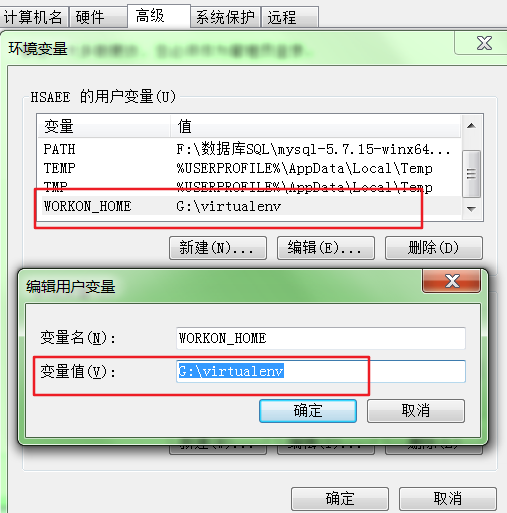 计算机名 硬件 高级 系统保护 远程
环境变量
HSAEE 的用户变量(U)
变量 值
PATH F:\数据库SQL\mysql-5.7.15-winx64...
TEMP %USERPROFILE%\AppData\Local\Temp
TMP %USERPROFILE%\AppData\Local\Temp
WORKON_HOME G:\virtualenv
新建(N)... 编辑(E)... 删除(D)
编辑用户变量
变量名(N): WORKON_HOME
变量值(V): G:\virtualenv
确定 取消
确定 取消